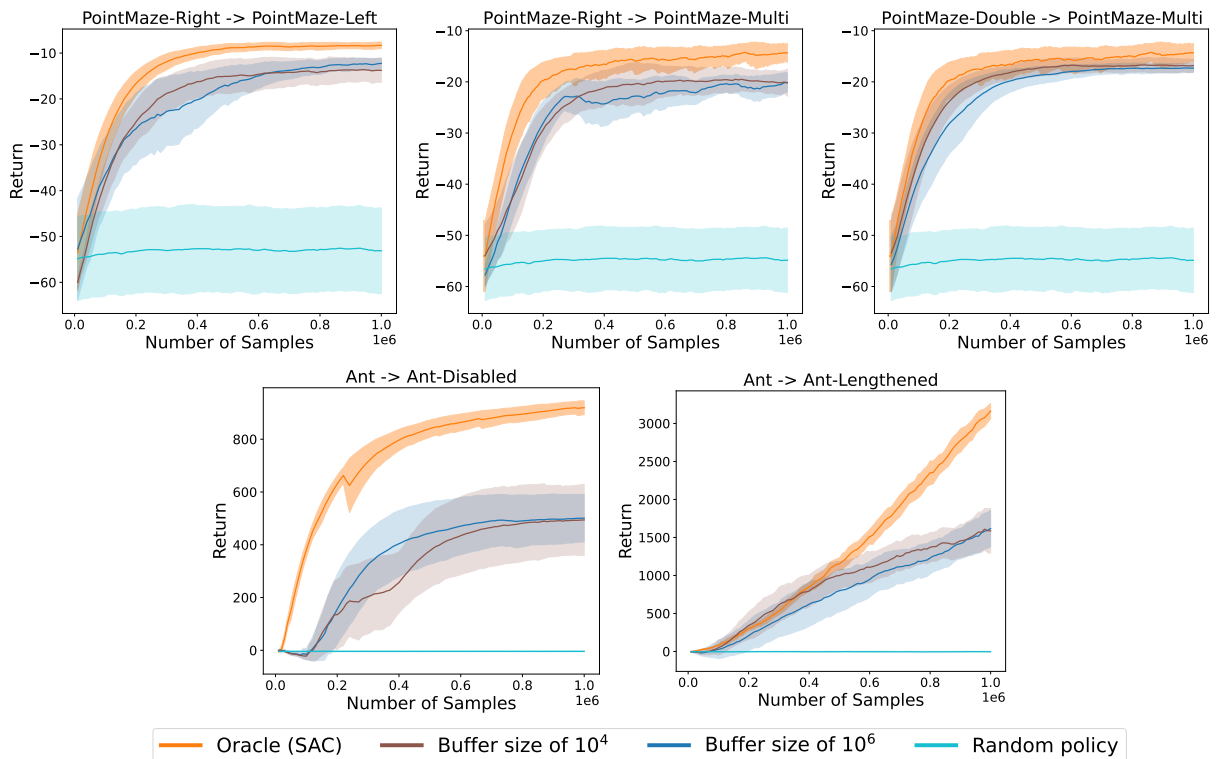 PointMaze-Right -> PointMaze-Left
PointMaze-Right -> PointMaze-Multi
PointMaze-Double -> PointMaze-Multi
−10
−20
−30
−40
−50
−60
Return
0.0 0.2 0.4 0.6 0.8 1.0
1e6
Number of Samples
−10
−20
−30
−40
−50
−60
Return
0.0 0.2 0.4 0.6 0.8 1.0
1e6
Number of Samples
−10
−20
−30
−40
−50
−60
Return
0.0 0.2 0.4 0.6 0.8 1.0
1e6
Number of Samples
Ant -> Ant-Disabled
800
600
400
200
0
Return
0.0 0.2 0.4 0.6 0.8 1.0
1e6
Number of Samples
Ant -> Ant-Lengthened
3000
2500
2000
1500
1000
500
0
Return
0.0 0.2 0.4 0.6 0.8 1.0
1e6
Number of Samples
Oracle (SAC) Buffer size of 10⁴ Buffer size of 10⁶ Random policy